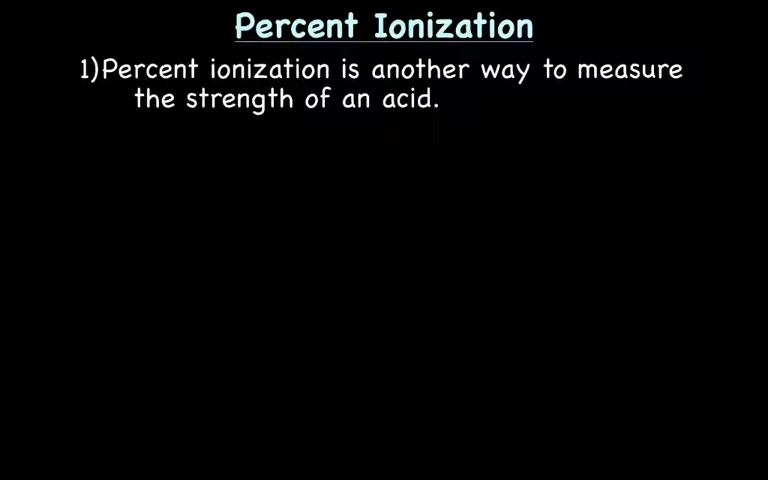 Percent Ionization
1)Percent ionization is another way to measure
the strength of an acid.